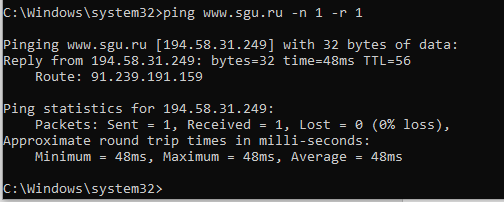 C:\Windows\system32>ping www.sgu.ru -n 1 -r 1
Pinging www.sgu.ru [194.58.31.249] with 32 bytes of data:
Reply from 194.58.31.249: bytes=32 time=48ms TTL=56
    Route: 91.239.191.159
Ping statistics for 194.58.31.249:
    Packets: Sent = 1, Received = 1, Lost = 0 (0% loss),
Approximate round trip times in milli-seconds:
    Minimum = 48ms, Maximum = 48ms, Average = 48ms
C:\Windows\system32>